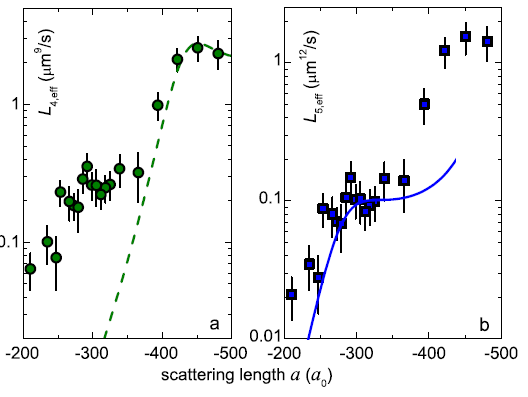 L4,eff (μm9/s)
1
0.1
a
-200 -300 -400 -500
L5,eff (μm12/s)
1
0.1
0.01
b
-200 -300 -400 -500
scattering length a (a0)